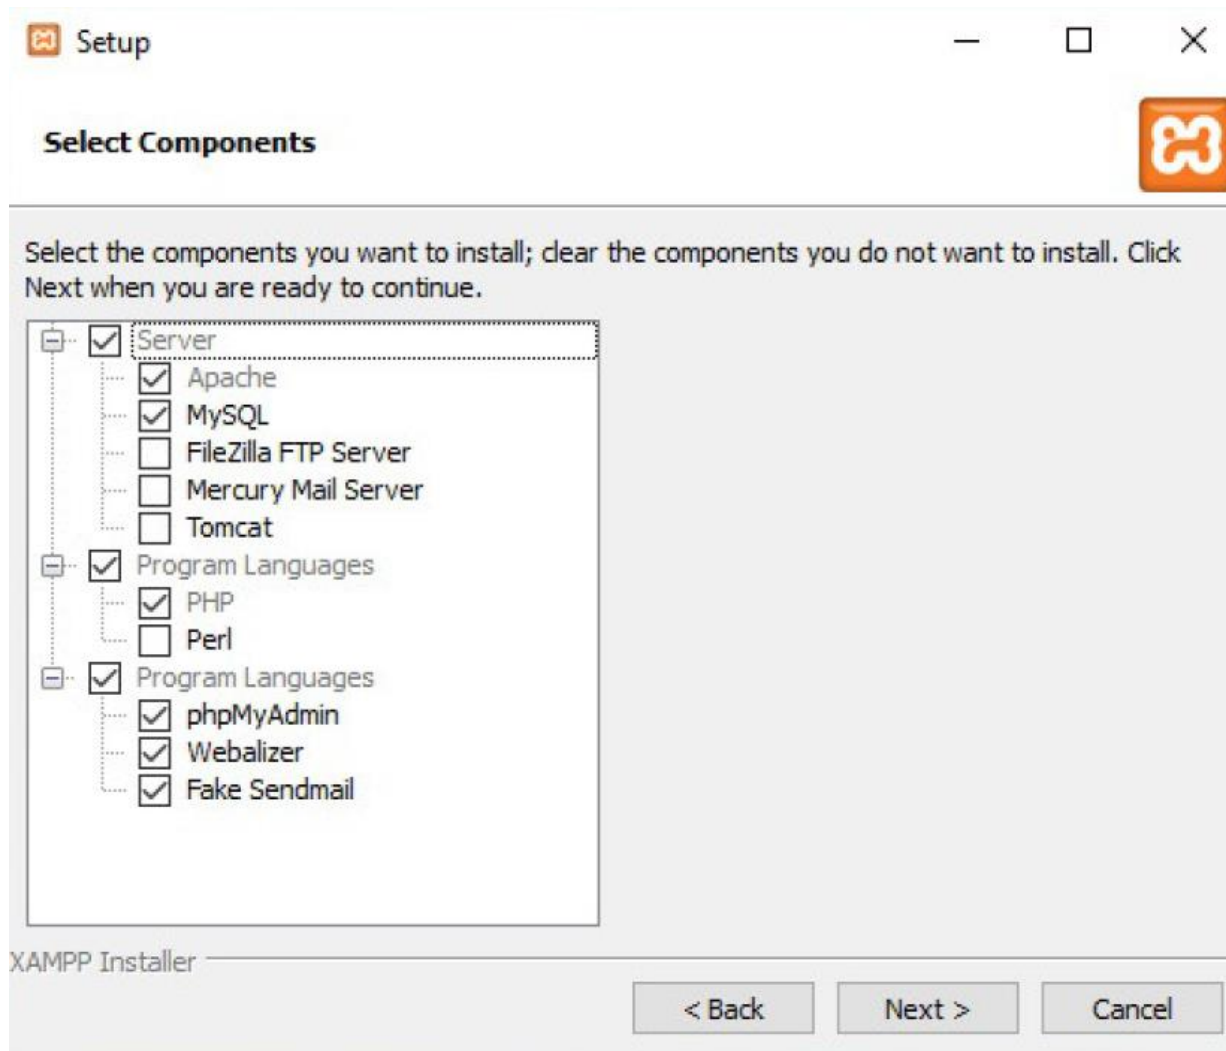 Setup
Select Components
Select the components you want to install; clear the components you do not want to install. Click
Next when you are ready to continue.
Server
Apache
MySQL
FileZilla FTP Server
Mercury Mail Server
Tomcat
Program Languages
PHP
Perl
Program Languages
phpMyAdmin
Webalizer
Fake Sendmail
XAMPP Installer
< Back
Next >
Cancel